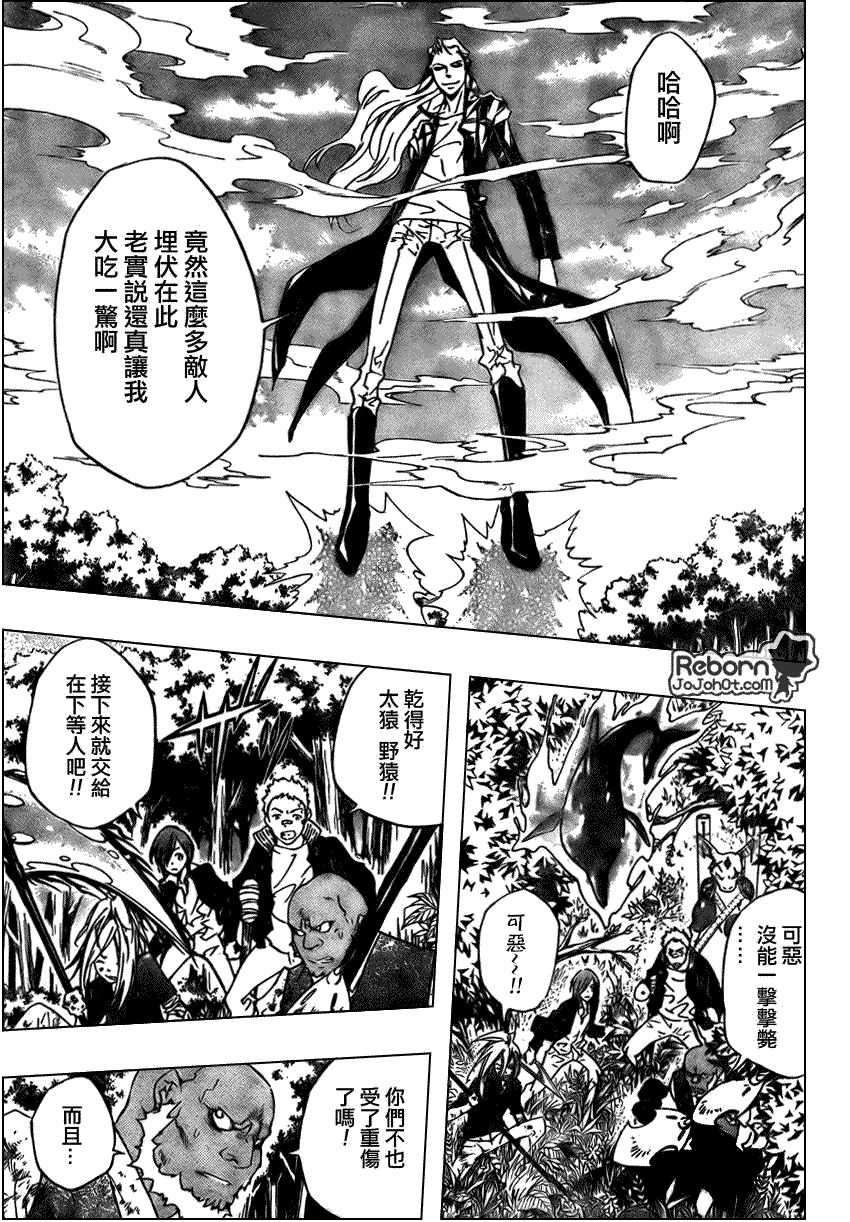 哈哈啊
竟然這麼多敵人
埋伏在此
老實說還真讓我
大吃一驚啊
Reborn
JoJoHot.com
可惡
沒能一擊擊斃
……
可惡～!!
乾得好
太猿 野猿!!
接下來就交給
在下等人吧!!
你們不也
受了重傷
了嗎!
而且…